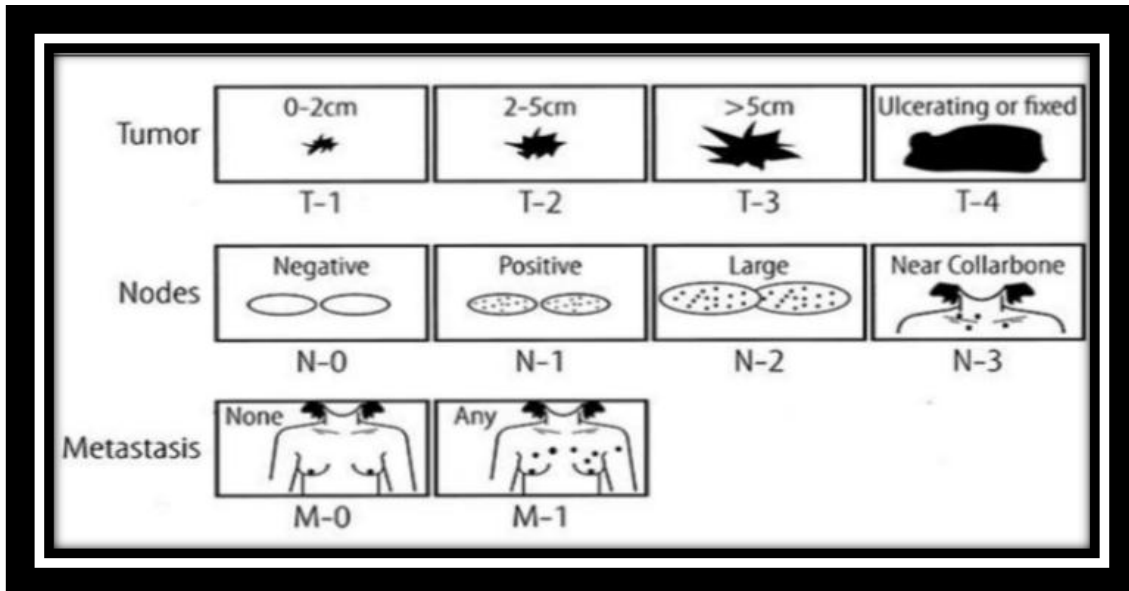 Tumor
0-2cm
2-5cm
>5cm
Ulcerating or fixed
T-1
T-2
T-3
T-4
Nodes
Negative
Positive
Large
Near Collarbone
N-0
N-1
N-2
N-3
Metastasis
None
Any
M-0
M-1